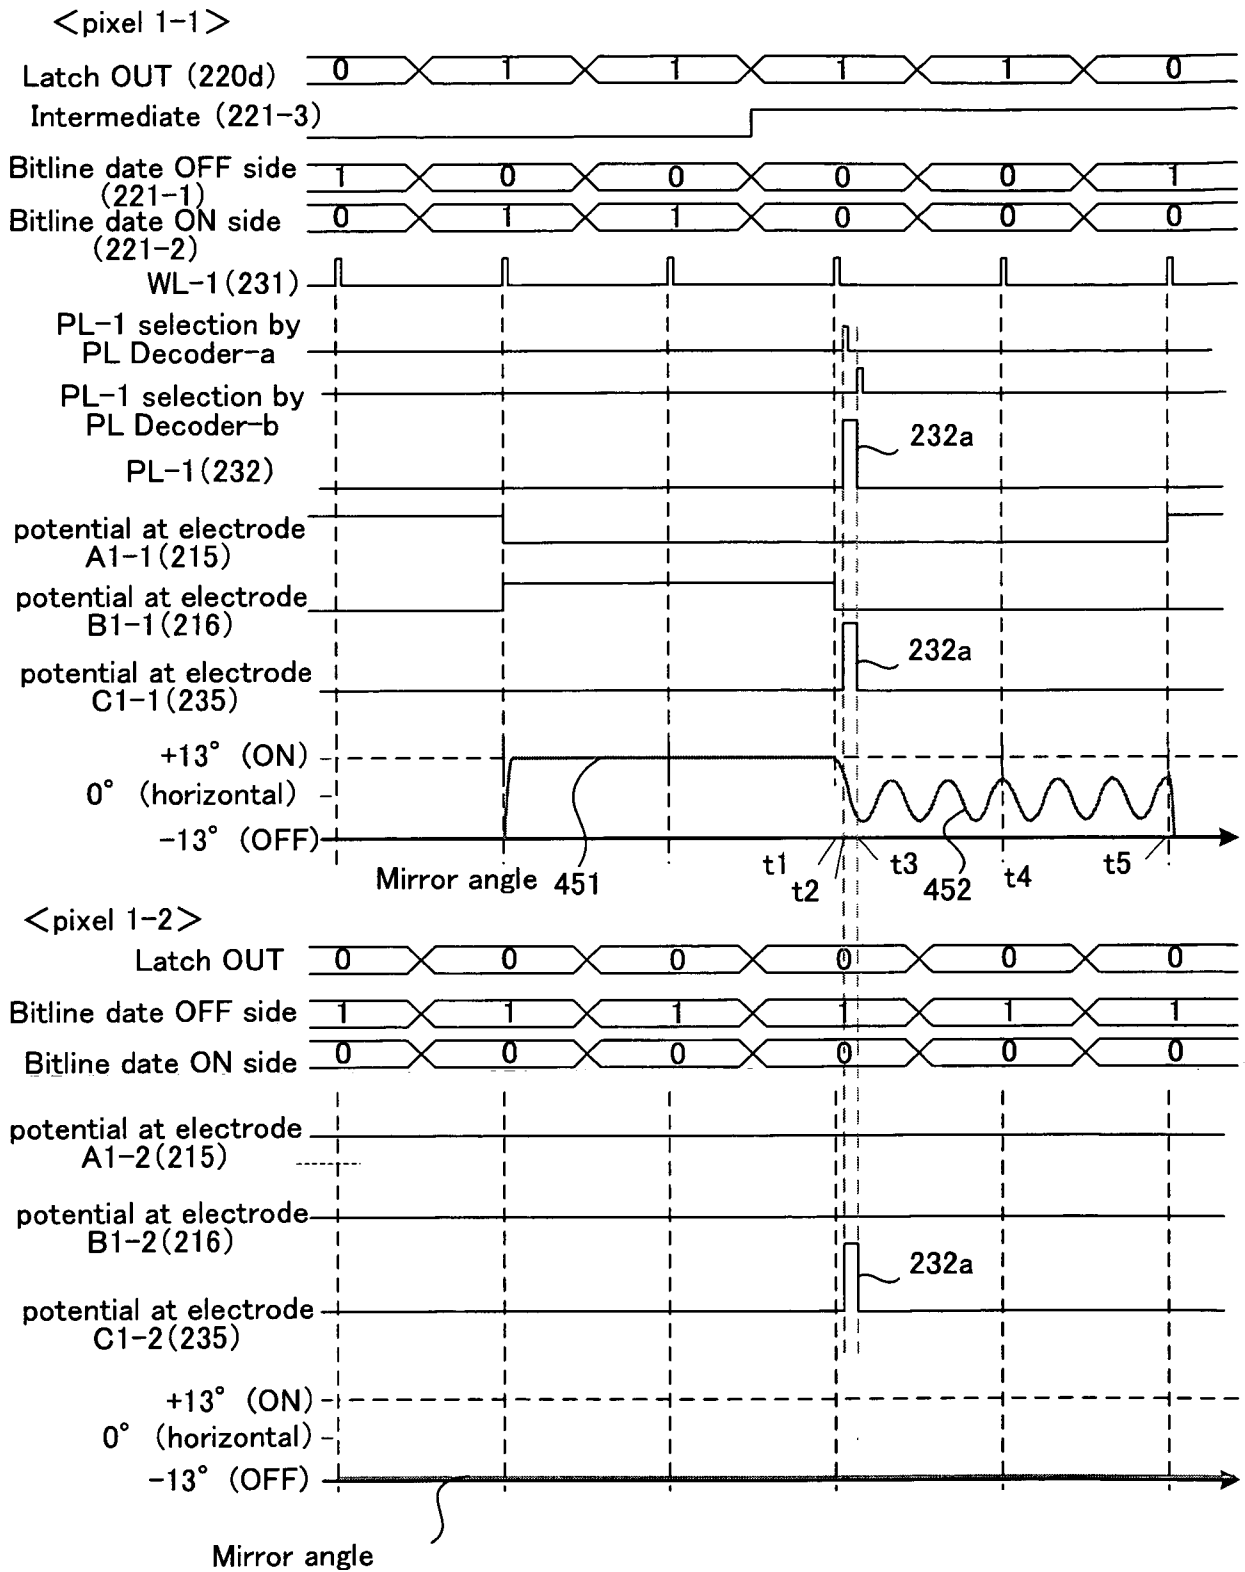 <pixel 1-1>
Latch OUT (220d) 0 1 1 1 1 0
Intermediate (221-3)
Bitline date OFF side
(221-1) 1 0 0 0 0 1
Bitline date ON side
(221-2) 0 1 1 0 0 0
WL-1(231)
PL-1 selection by
PL Decoder-a
PL-1 selection by
PL Decoder-b
232a
PL-1(232)
potential at electrode
A1-1(215)
potential at electrode
B1-1(216)
232a
potential at electrode
C1-1(235)
+13° (ON)
0° (horizontal)
-13° (OFF)
Mirror angle 451 t1 t2 t3 452 t4 t5
<pixel 1-2>
Latch OUT 0 0 0 0 0 0
Bitline date OFF side 1 1 1 1 1 1
Bitline date ON side 0 0 0 0 0 0
potential at electrode
A1-2(215)
potential at electrode
B1-2(216)
232a
potential at electrode
C1-2(235)
+13° (ON)
0° (horizontal)
-13° (OFF)
Mirror angle